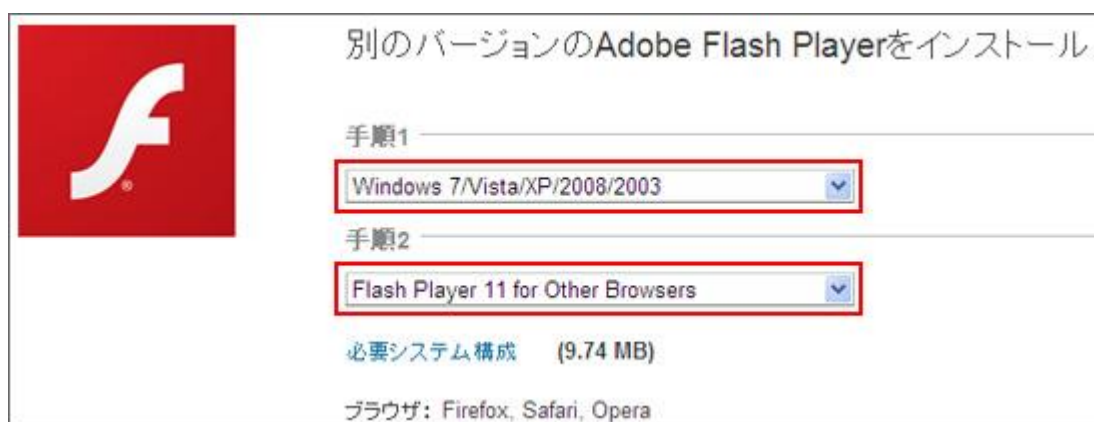 別のバージョンのAdobe Flash Playerをインストール
手順1
Windows 7/Vista/XP/2008/2003
手順2
Flash Player 11 for Other Browsers
必要システム構成 (9.74 MB)
ブラウザ: Firefox, Safari, Opera